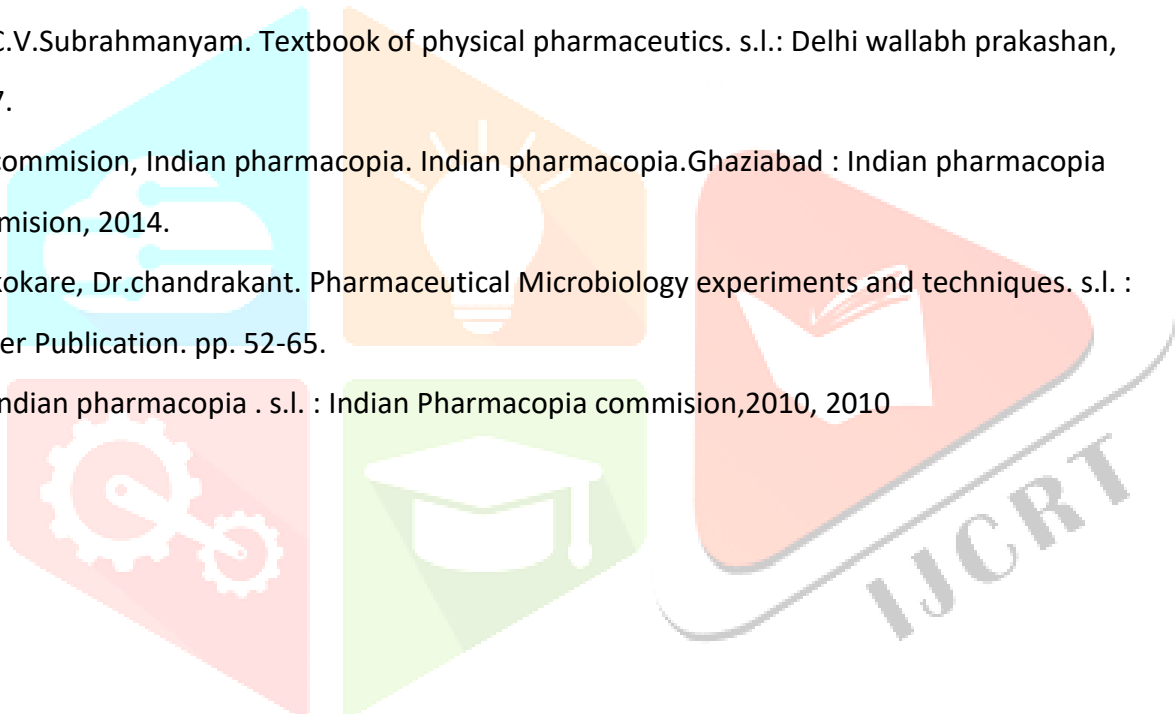 C.V.Subrahmanyam. Textbook of physical pharmaceutics. s.l.: Delhi wallabh prakashan,
7.
commision, Indian pharmacopia. Indian pharmacopia.Ghaziabad : Indian pharmacopia
mision, 2014.
kokare, Dr.chandrakant. Pharmaceutical Microbiology experiments and techniques. s.l. :
er Publication. pp. 52-65.
ndian pharmacopia . s.l. : Indian Pharmacopia commision,2010, 2010
IJCRT